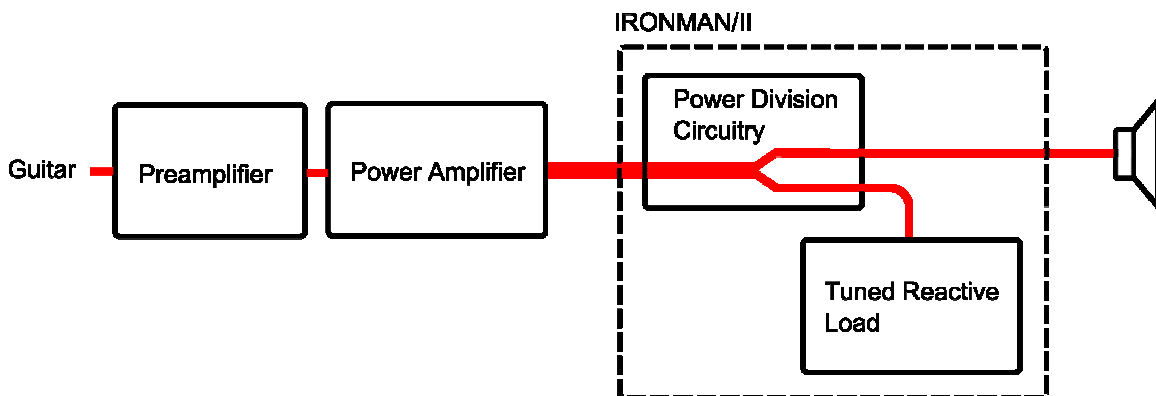 IRONMAN/II
Power Division
Circuitry
Guitar
Preamplifier
Power Amplifier
Tuned Reactive
Load